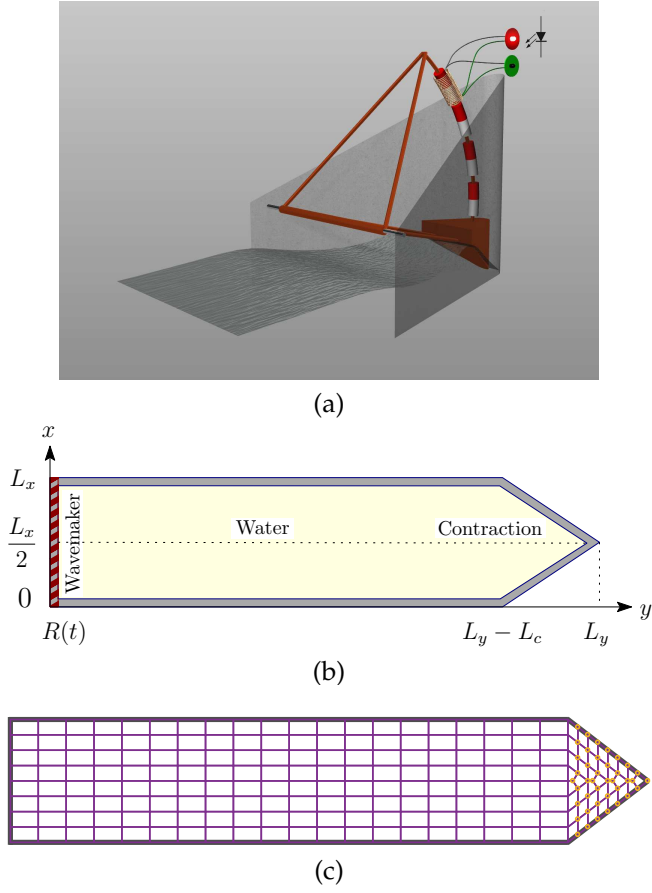 (a)
x
L_x
L_x/2
0
Wavemaker
Water
Contraction
y
R(t)
L_y − L_c
L_y
(b)
(c)